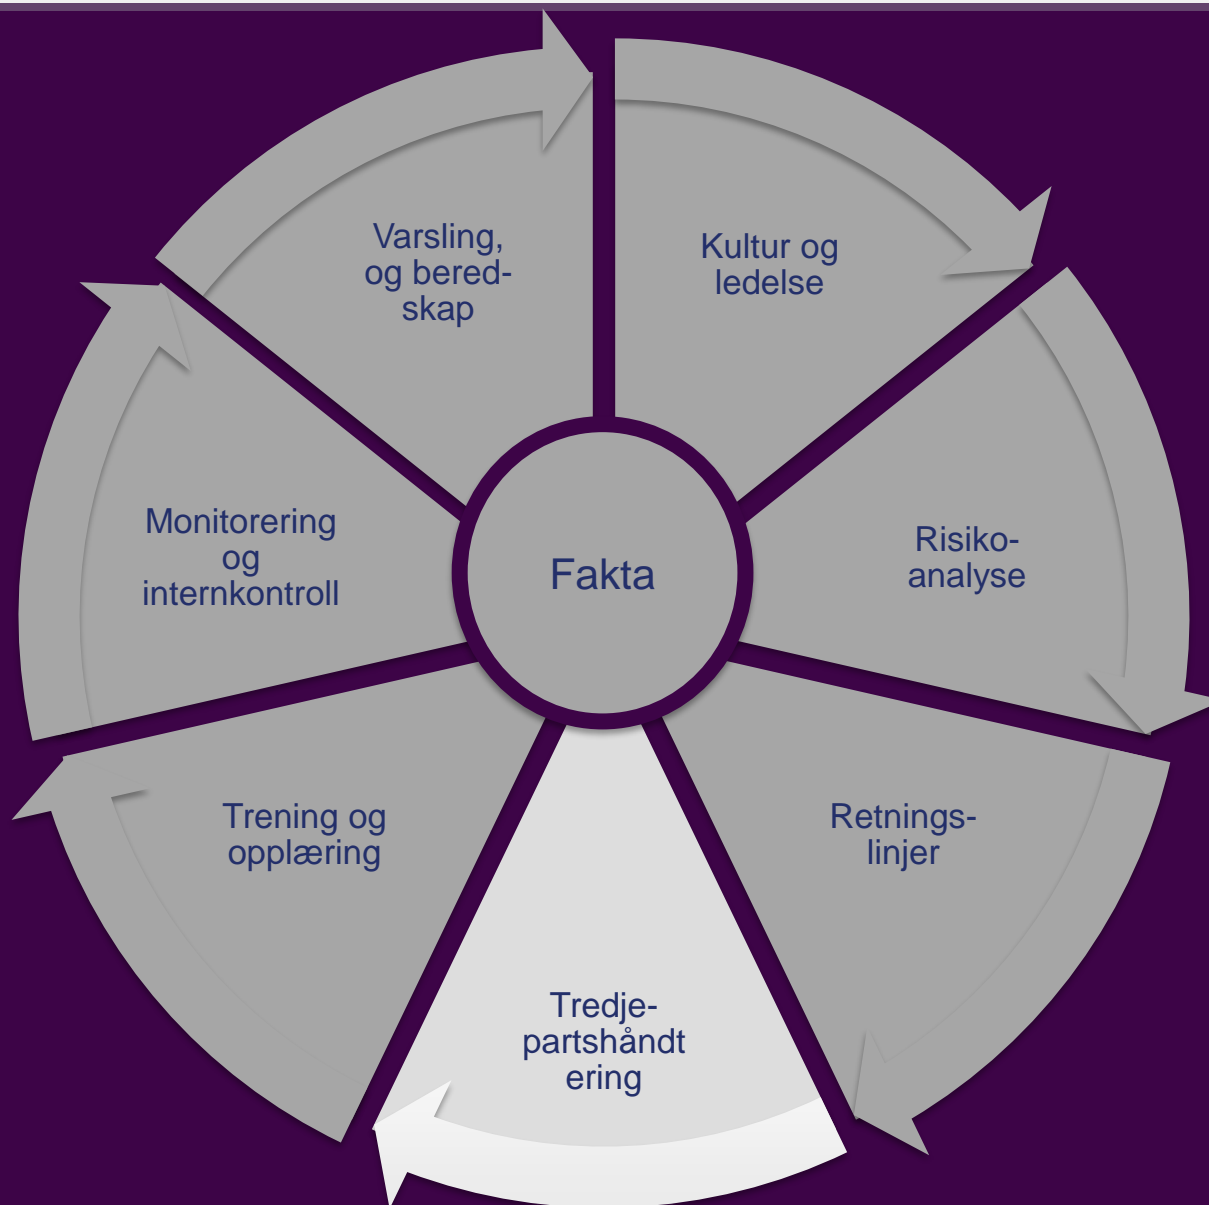 Varsling,
og bered-
skap
Kultur og
ledelse
Monitorering
og
internkontroll
Fakta
Risiko-
analyse
Trening og
opplæring
Retnings-
linjer
Tredje-
partshåndt
ering